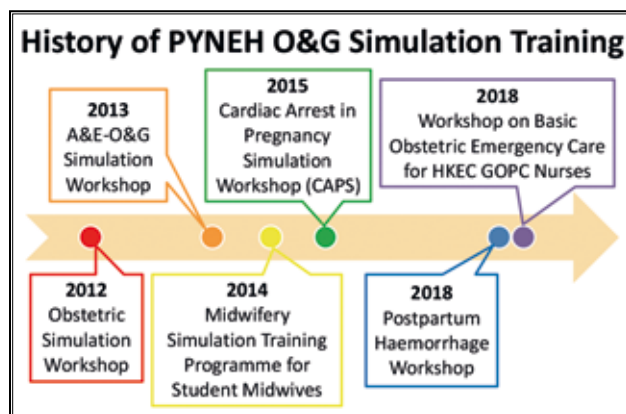 History of PYNEH O&G Simulation Training
2013
A&E-O&G
Simulation
Workshop
2015
Cardiac Arrest in
Pregnancy
Simulation
Workshop (CAPS)
2018
Workshop on Basic
Obstetric Emergency Care
for HKEC GOPC Nurses
2012
Obstetric
Simulation
Workshop
2014
Midwifery
Simulation Training
Programme for
Student Midwives
2018
Postpartum
Haemorrhage
Workshop